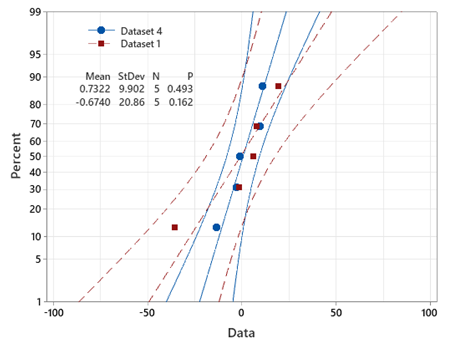 99
95
90
80
70
60
50
40
30
20
10
5
1
Percent
Dataset 4
Dataset 1
Mean StDev N P
0.7322 9.902 5 0.493
-0.6740 20.86 5 0.162
-100 -50 0 50 100
Data